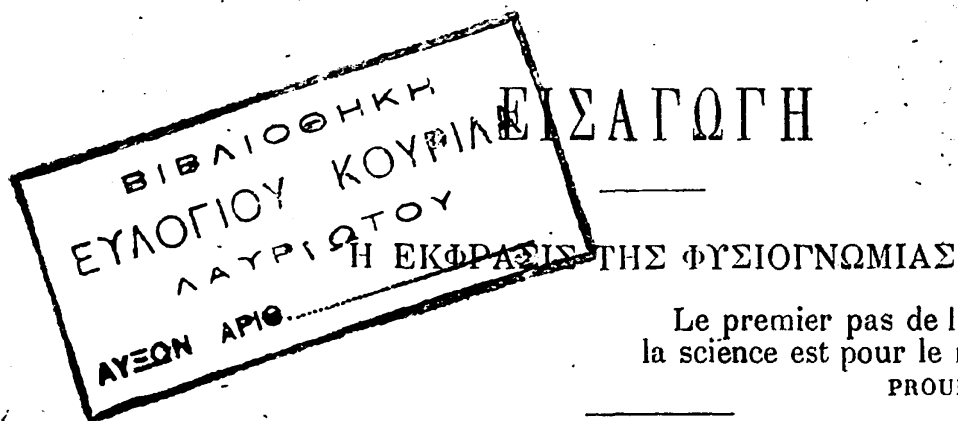 ΒΙΒΛΙΟΘΗΚΗ
ΕΥΛΟΓΙΟΥ ΚΟΥΡΙΛΑ
ΛΑΥΡΙΩΤΟΥ
ΑΥΞΩΝ ΑΡΙΘ.............
ΕΙΣΑΓΩΓΗ
Η ΕΚΦΡΑΣΙΣ ΤΗΣ ΦΥΣΙΟΓΝΩΜΙΑΣ
Le premier pas de
la science est pour le